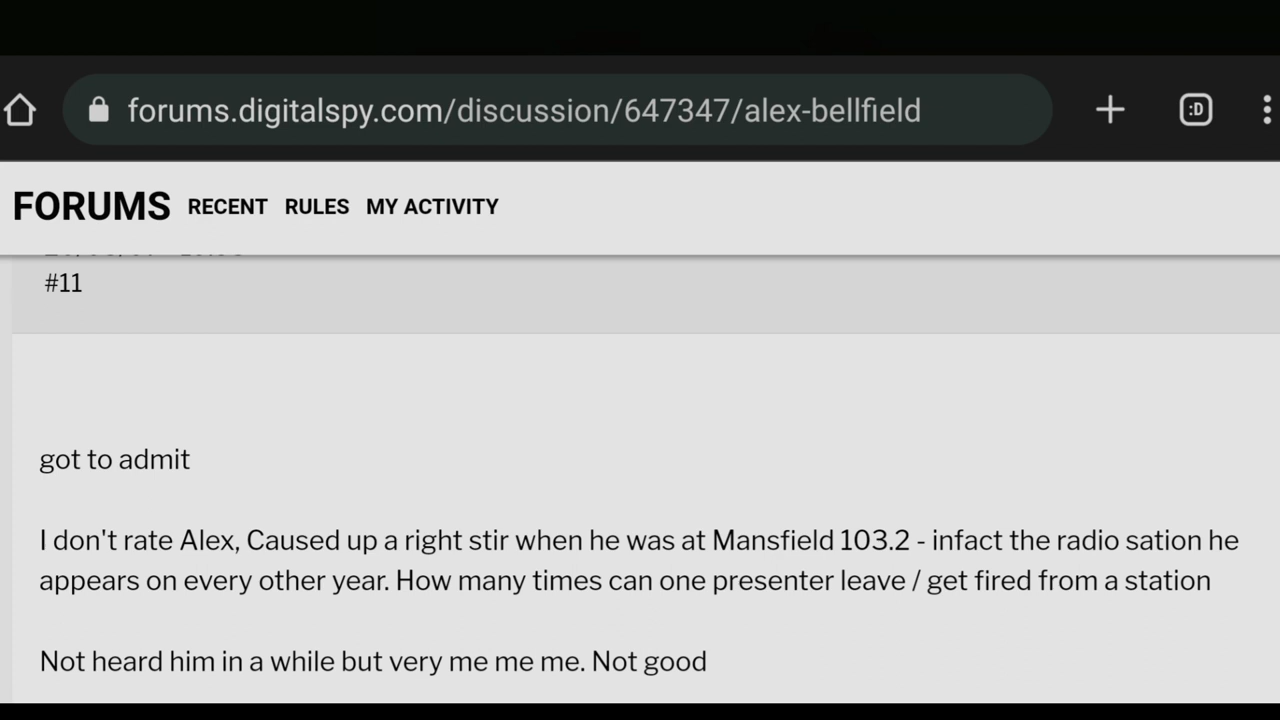 forums.digitalspy.com/discussion/647347/alex-bellfield
:D
FORUMS RECENT RULES MY ACTIVITY
#11
got to admit
I don't rate Alex, Caused up a right stir when he was at Mansfield 103.2 - infact the radio sation he
appears on every other year. How many times can one presenter leave / get fired from a station
Not heard him in a while but very me me me. Not good